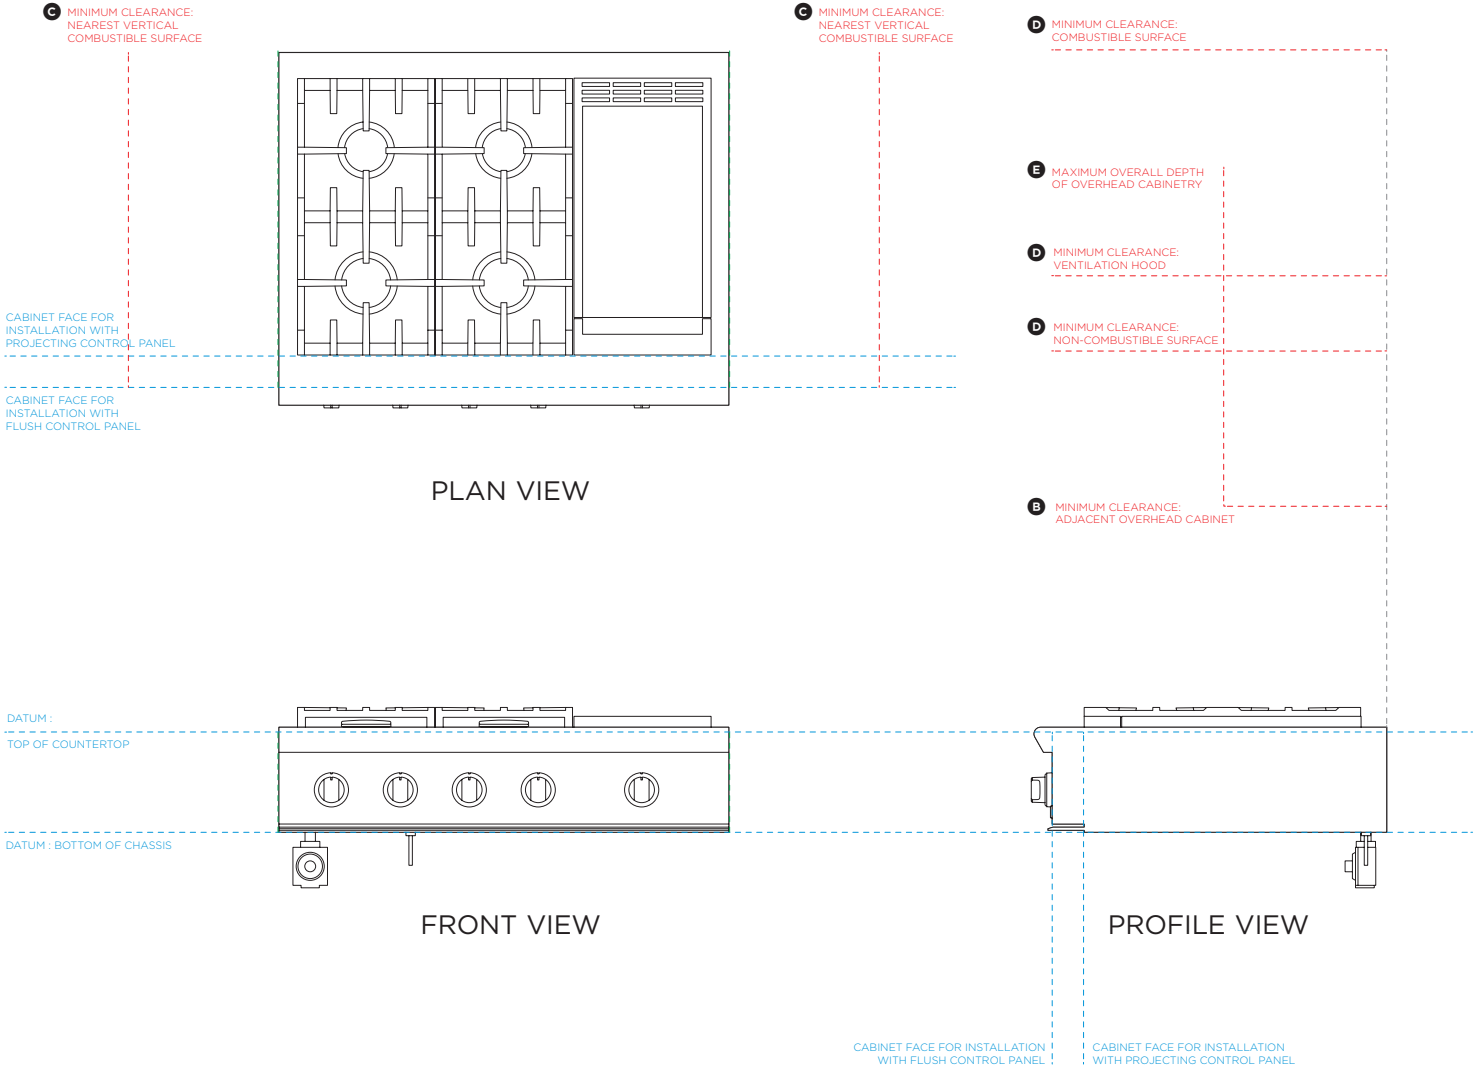 C MINIMUM CLEARANCE:
NEAREST VERTICAL
COMBUSTIBLE SURFACE
C MINIMUM CLEARANCE:
NEAREST VERTICAL
COMBUSTIBLE SURFACE
D MINIMUM CLEARANCE:
COMBUSTIBLE SURFACE
E MAXIMUM OVERALL DEPTH
OF OVERHEAD CABINETRY
D MINIMUM CLEARANCE:
VENTILATION HOOD
D MINIMUM CLEARANCE:
NON-COMBUSTIBLE SURFACE
CABINET FACE FOR
INSTALLATION WITH
PROJECTING CONTROL PANEL
CABINET FACE FOR
INSTALLATION WITH
FLUSH CONTROL PANEL
PLAN VIEW
B MINIMUM CLEARANCE:
ADJACENT OVERHEAD CABINET
DATUM :
TOP OF COUNTERTOP
DATUM : BOTTOM OF CHASSIS
FRONT VIEW
PROFILE VIEW
CABINET FACE FOR INSTALLATION
WITH FLUSH CONTROL PANEL
CABINET FACE FOR INSTALLATION
WITH PROJECTING CONTROL PANEL